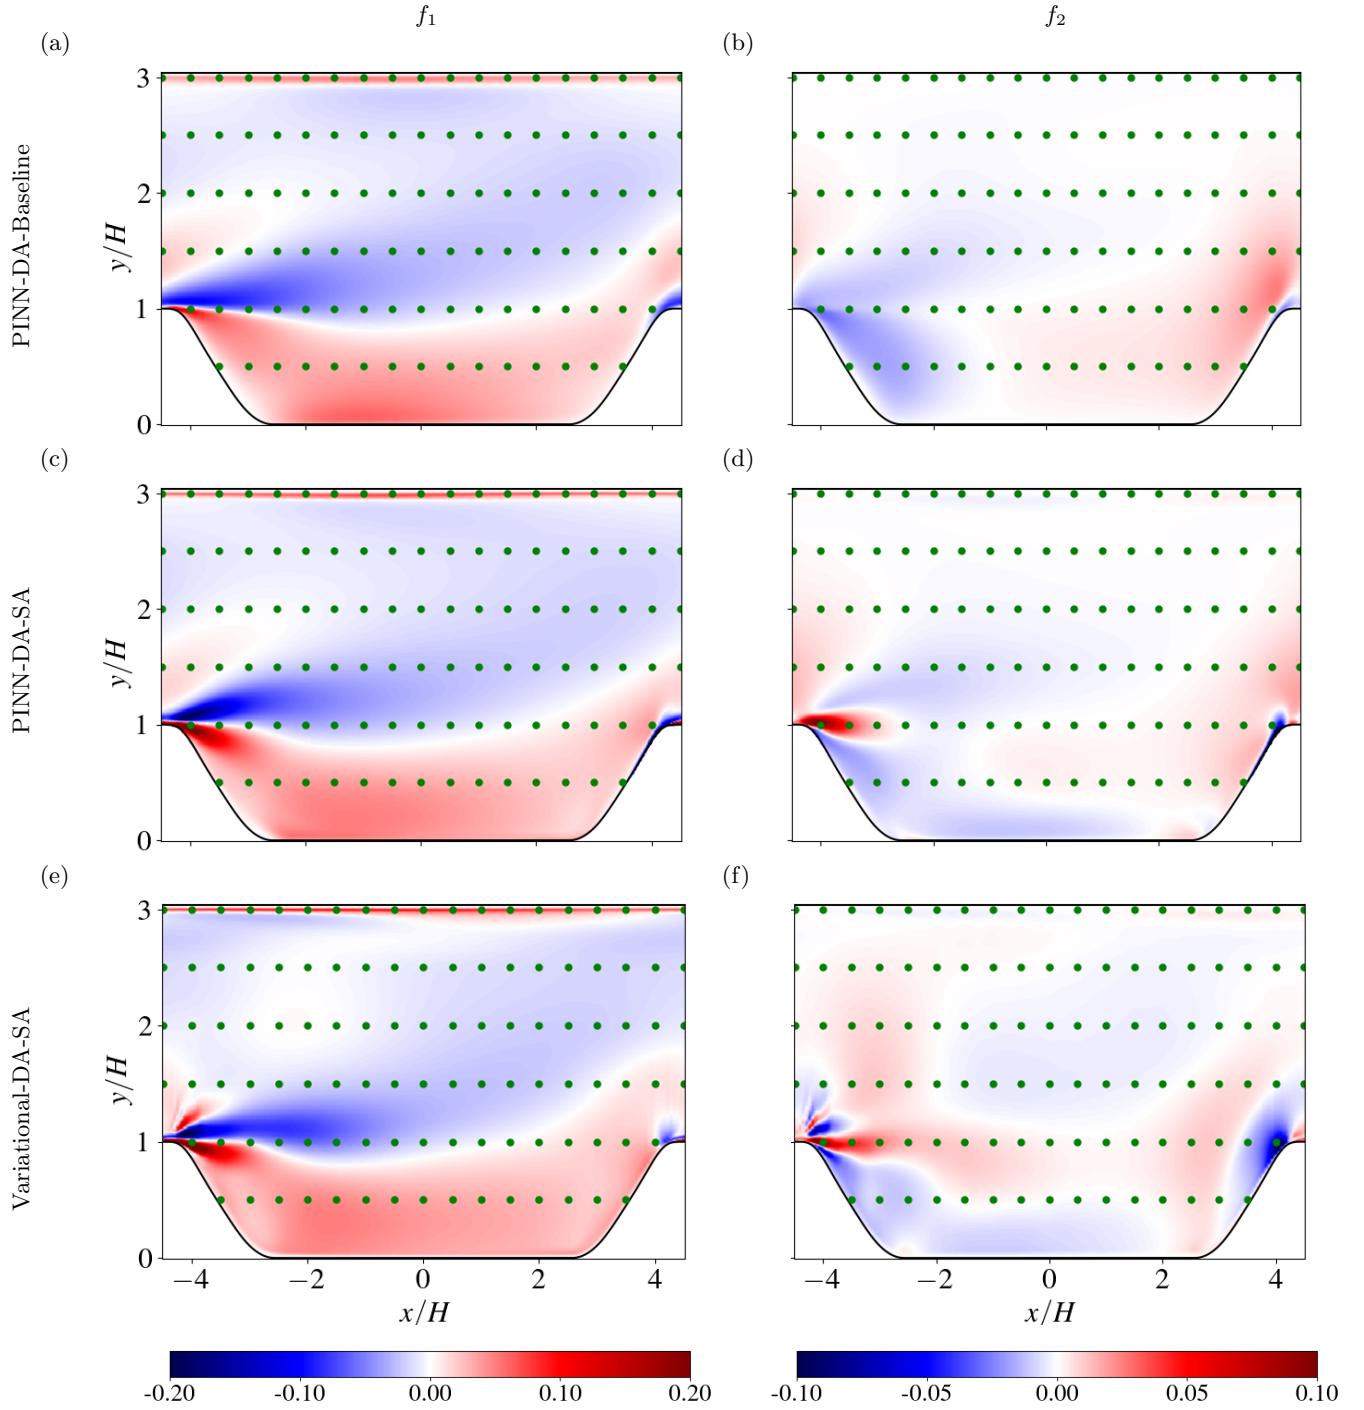 f₁ f₂
(a) (b)
PINN-DA-Baseline
y/H
3
2
1
0
(c) (d)
PINN-DA-SA
y/H
3
2
1
0
(e) (f)
Variational-DA-SA
y/H
3
2
1
0
−4 −2 0 2 4 −4 −2 0 2 4
x/H x/H
-0.20 -0.10 0.00 0.10 0.20 -0.10 -0.05 0.00 0.05 0.10